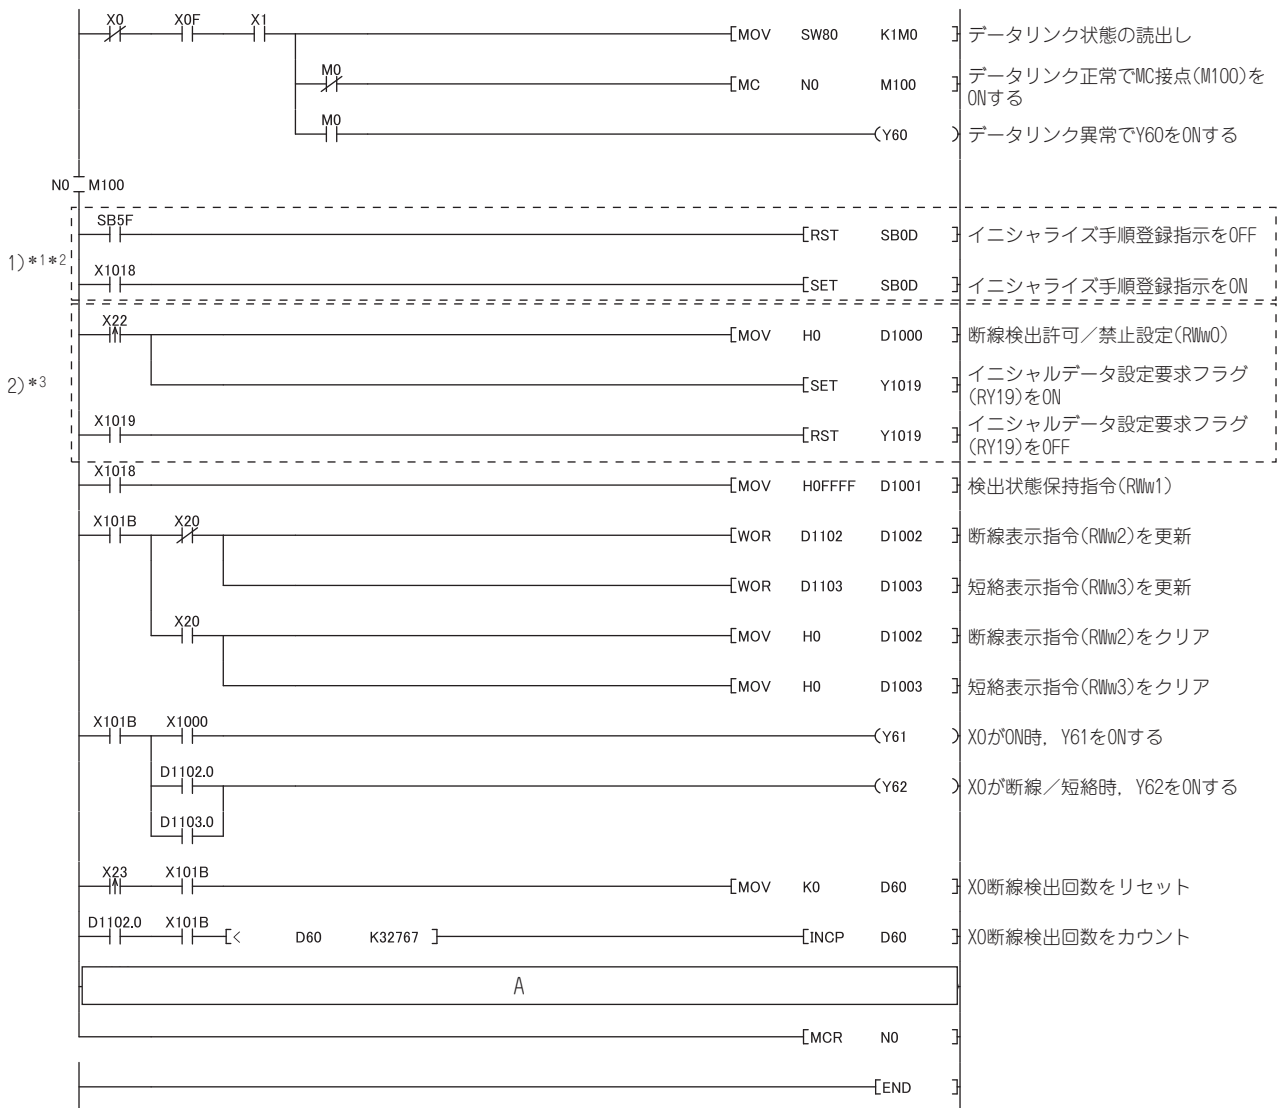 X0 X0F X1
[MOV SW80 K1M0 ] データリンク状態の読出し
M0
[MC N0 M100 ] データリンク正常でMC接点(M100)を
ONする
M0
(Y60 ) データリンク異常でY60をONする
N0 M100
1)*1*2
SB5F
[RST SB0D ] イニシャライズ手順登録指示をOFF
X1018
[SET SB0D ] イニシャライズ手順登録指示をON
2)*3
X22
[MOV H0 D1000 ] 断線検出許可/禁止設定(RWw0)
[SET Y1019 ] イニシャルデータ設定要求フラグ
(RY19)をON
X1019
[RST Y1019 ] イニシャルデータ設定要求フラグ
(RY19)をOFF
X1018
[MOV H0FFFF D1001 ] 検出状態保持指令(RWw1)
X101B X20
[WOR D1102 D1002 ] 断線表示指令(RWw2)を更新
[WOR D1103 D1003 ] 短絡表示指令(RWw3)を更新
X20
[MOV H0 D1002 ] 断線表示指令(RWw2)をクリア
[MOV H0 D1003 ] 短絡表示指令(RWw3)をクリア
X101B X1000
(Y61 ) X0がON時，Y61をONする
D1102.0
(Y62 ) X0が断線/短絡時，Y62をONする
D1103.0
X23 X101B
[MOV K0 D60 ] X0断線検出回数をリセット
D1102.0 X101B
[< D60 K32767 ] [INCP D60 ] X0断線検出回数をカウント
A
[MCR N0 ]
[END ]